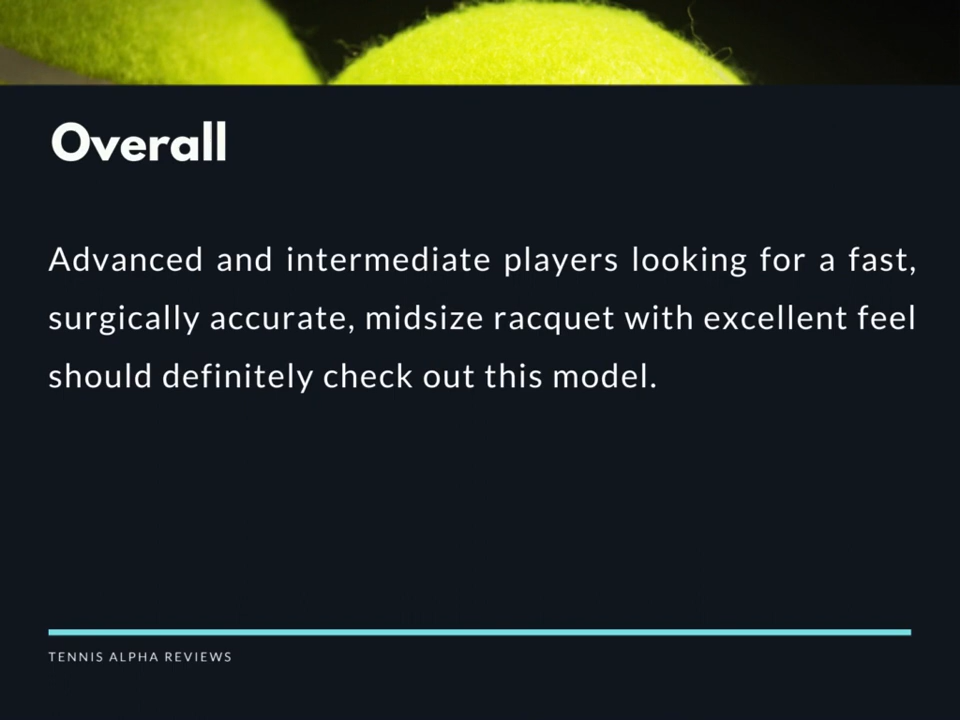 Overall
Advanced and intermediate players looking for a fast,
surgically accurate, midsize racquet with excellent feel
should definitely check out this model.
TENNIS ALPHA REVIEWS